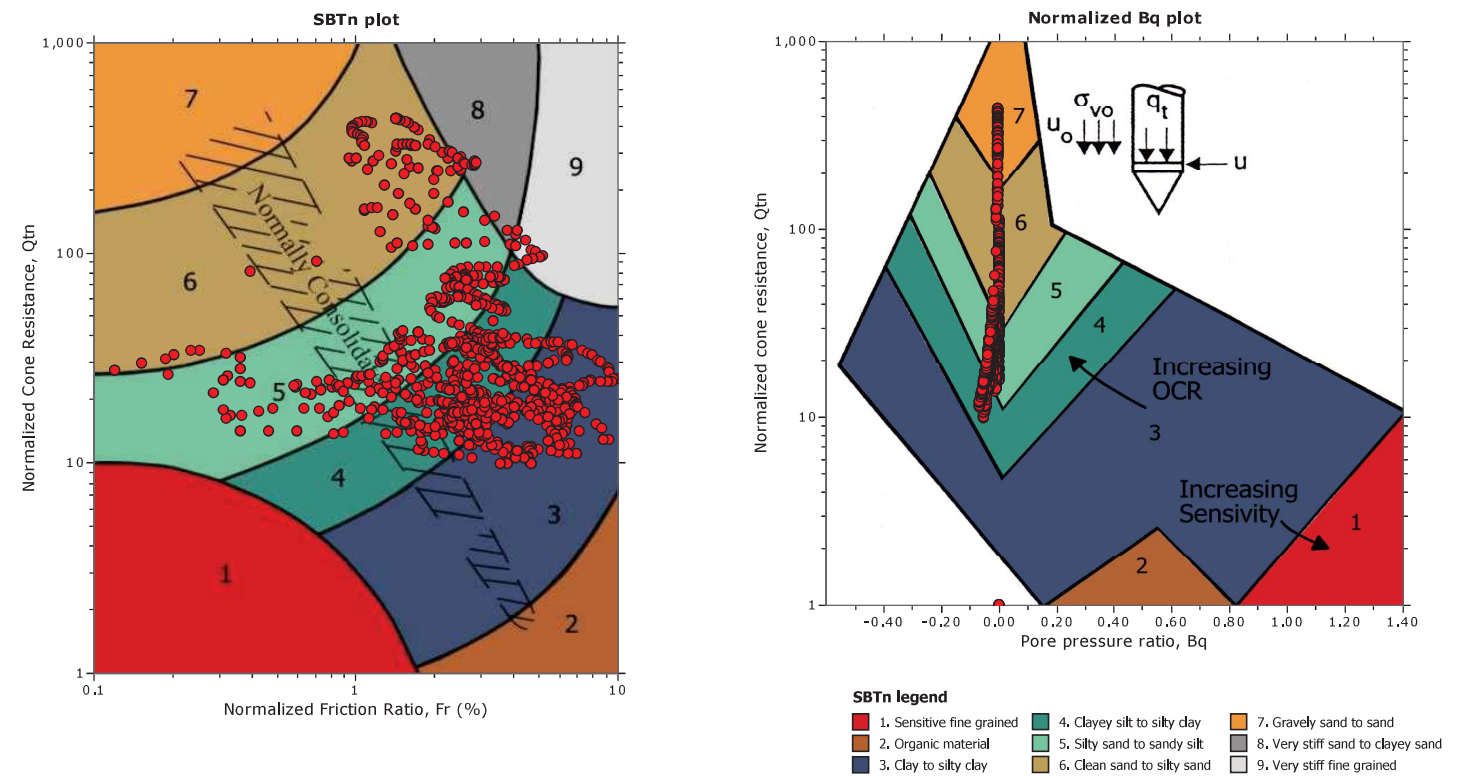 SBTn plot
1,000
100
10
1
0.1
1
10
Normalized Cone Resistance, Qtn
Normalized Friction Ratio, Fr (%)
7
8
9
6
5
4
3
1
2
Normally Consolida
Normalized Bq plot
1,000
100
10
1
-0.40
-0.20
0.00
0.20
0.40
0.60
0.80
1.00
1.20
1.40
Normalized cone resistance, Qtn
Pore pressure ratio, Bq
7
6
5
4
3
2
1
σvo
uo
qt
u
Increasing
OCR
Increasing
Sensivity
SBTn legend
1. Sensitive fine grained
2. Organic material
3. Clay to silty clay
4. Clayey silt to silty clay
5. Silty sand to sandy silt
6. Clean sand to silty sand
7. Gravely sand to sand
8. Very stiff sand to clayey sand
9. Very stiff fine grained